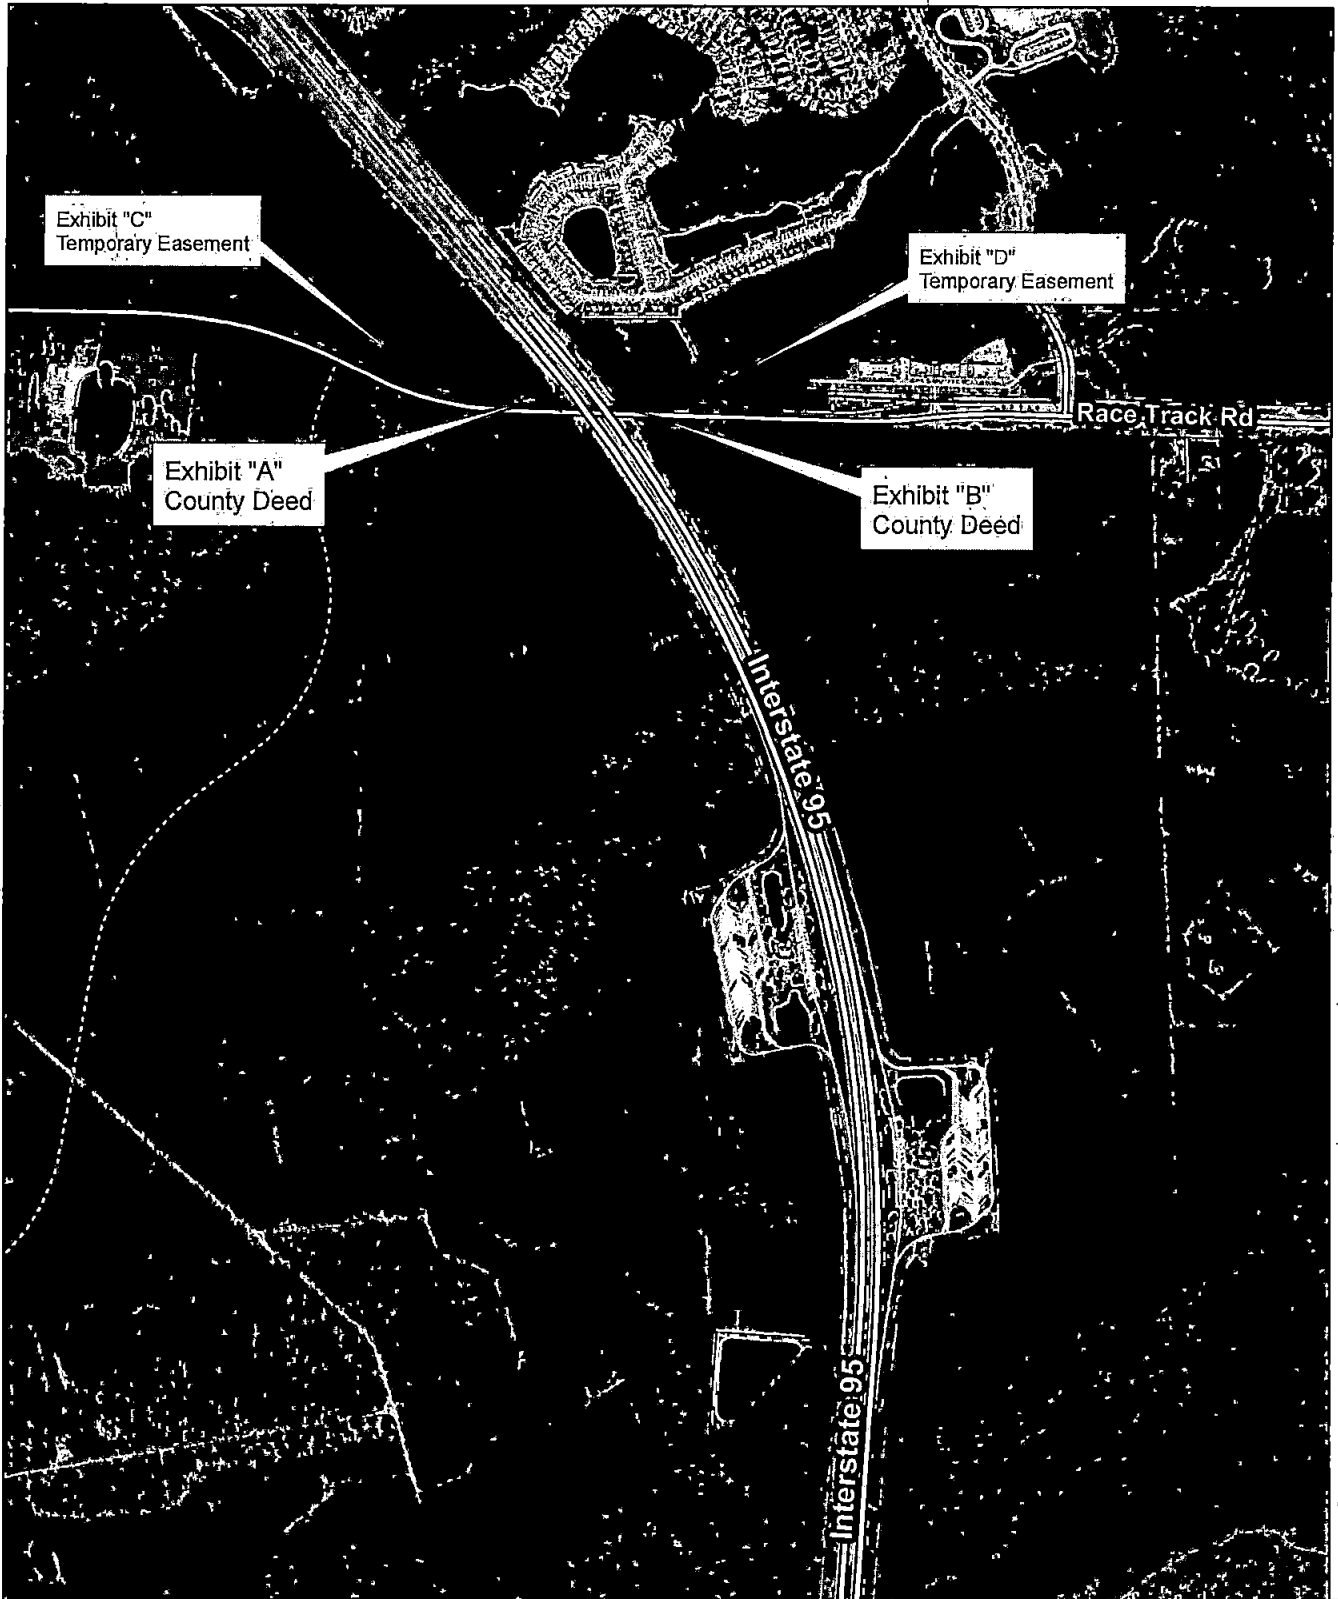 Exhibit "C"
Temporary Easement
Exhibit "D"
Temporary Easement
Race Track Rd
Exhibit "A"
County Deed
Exhibit "B"
County Deed
Interstate 95
Interstate 95